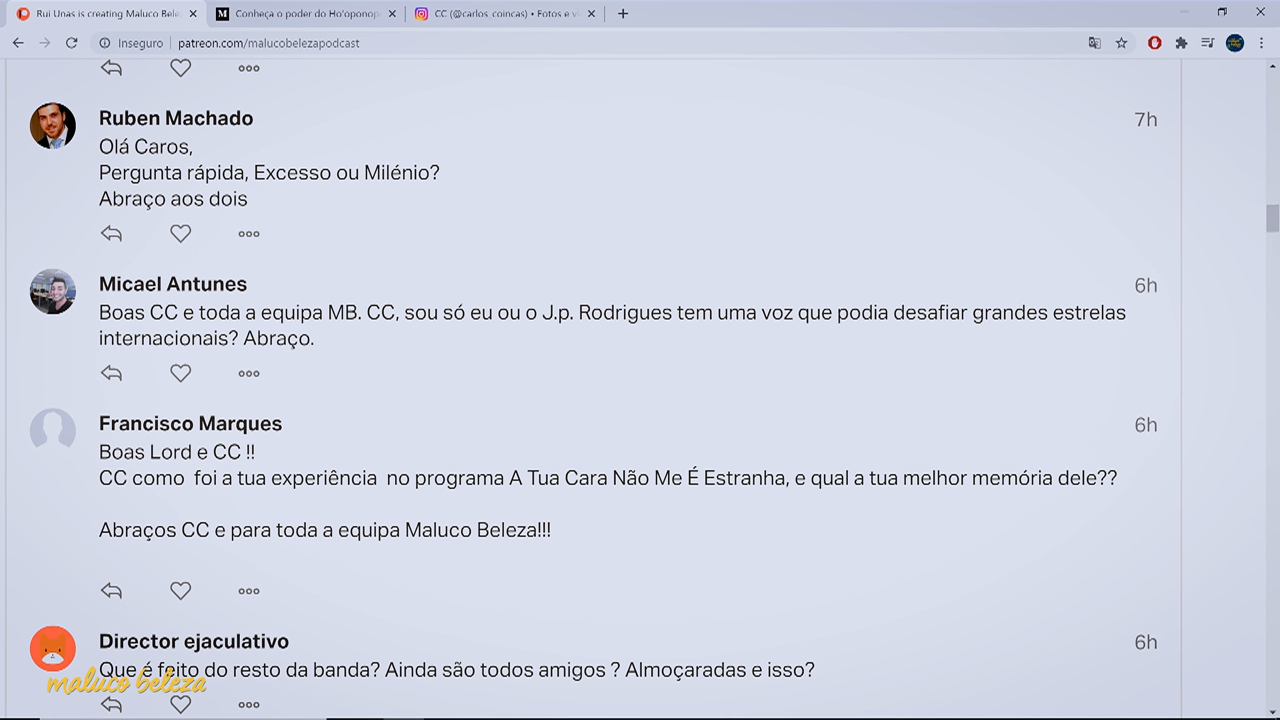 Rui Unas is creating Maluco Bele
Conheça o poder do Ho'oponop
CC (@carlos_coincas) • Fotos e v
Inseguro
patreon.com/malucobelezapodcast
Ruben Machado
7h
Olá Caros,
Pergunta rápida, Excesso ou Milénio?
Abraço aos dois
Micael Antunes
6h
Boas CC e toda a equipa MB. CC, sou só eu ou o J.p. Rodrigues tem uma voz que podia desafiar grandes estrelas
internacionais? Abraço.
Francisco Marques
6h
Boas Lord e CC !!
CC como  foi a tua experiência  no programa A Tua Cara Não Me É Estranha, e qual a tua melhor memória dele??
Abraços CC e para toda a equipa Maluco Beleza!!!
Director ejaculativo
6h
Que é feito do resto da banda? Ainda são todos amigos ? Almoçaradas e isso?
maluco beleza